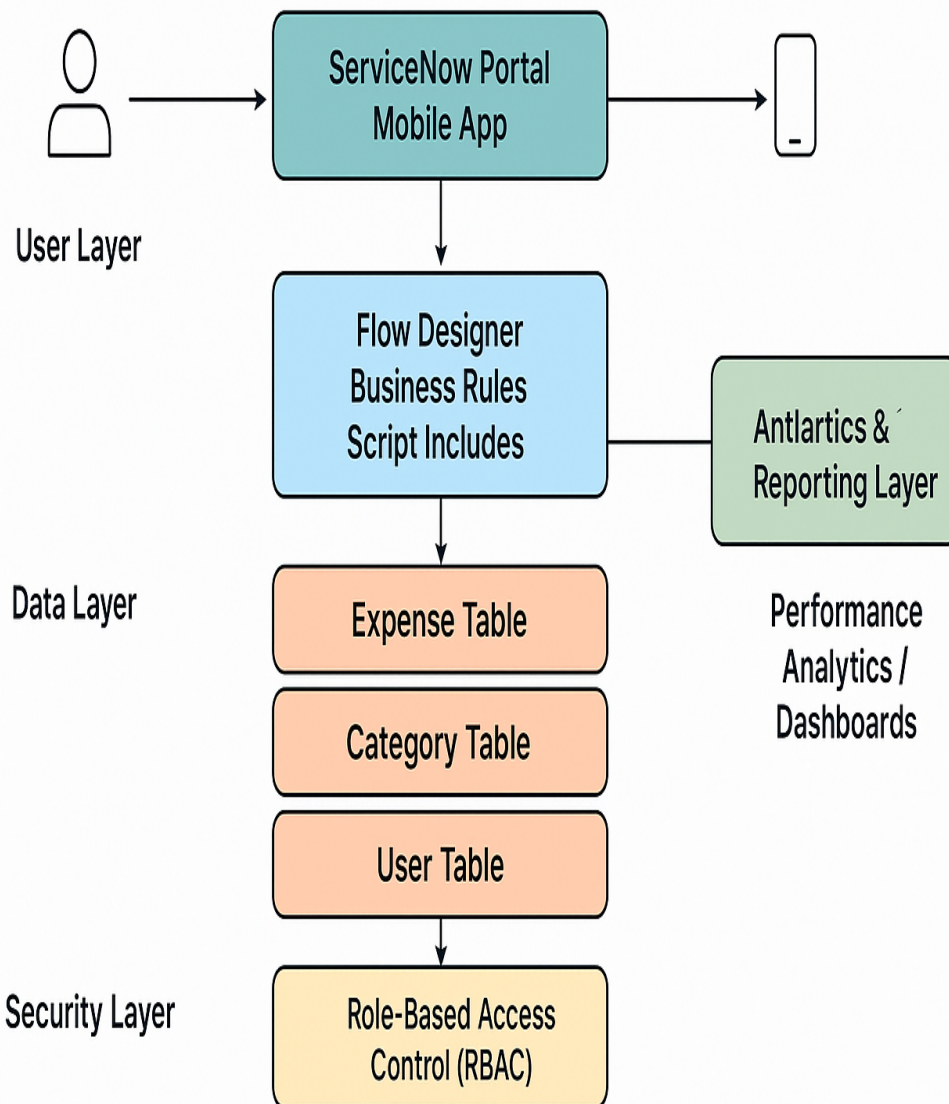 ServiceNow Portal
Mobile App
User Layer
Flow Designer
Business Rules
Script Includes
Antlartics &
Reporting Layer
Data Layer
Expense Table
Performance
Analytics /
Dashboards
Category Table
User Table
Security Layer
Role-Based Access
Control (RBAC)